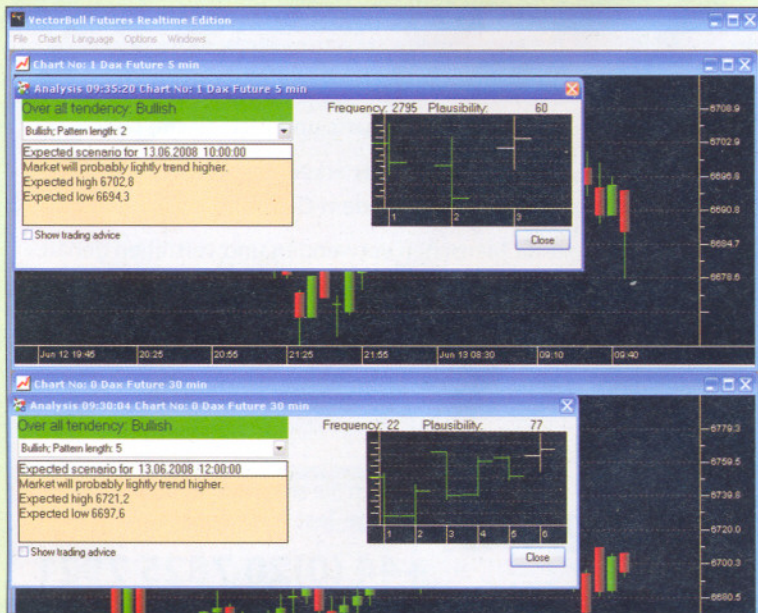 VectorBull Futures Realtime Edition
File Chart Language Options Windows
Chart No: 1 Dax Future 5 min
Analysis 09:35:20 Chart No: 1 Dax Future 5 min
Over all tendency: Bullish
Frequency: 2795 Plausibility: 60
Bullish; Pattern length: 2
Expected scenario for 13.06.2008 10:00:00
Market will probably lightly trend higher.
Expected high 6702,8
Expected low 6694,3
Show trading advice
1 2 3
Close
6708.9
6702.9
6696.8
6690.8
6684.7
6678.6
Jun 12 19:45 20:25 20:55 21:25 21:55 Jun 13 08:30 09:10 09:40
Chart No: 0 Dax Future 30 min
Analysis 09:30:04 Chart No: 0 Dax Future 30 min
Over all tendency: Bullish
Frequency: 22 Plausibility: 77
Bullish; Pattern length: 5
Expected scenario for 13.06.2008 12:00:00
Market will probably lightly trend higher.
Expected high 6721,2
Expected low 6697,6
Show trading advice
1 2 3 4 5 6
Close
6779.3
6759.5
6739.8
6720.0
6700.3
6680.5